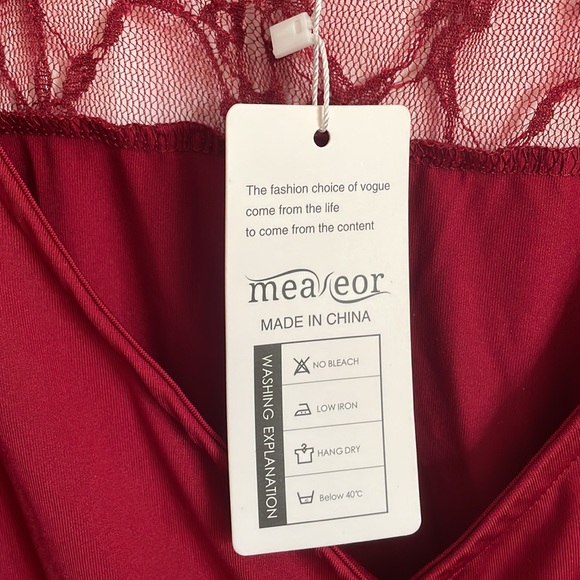 The fashion choice of vogue
come from the life
to come from the content
measeor
MADE IN CHINA
WASHING EXPLANATION
NO BLEACH
LOW IRON
HANG DRY
Below 40℃